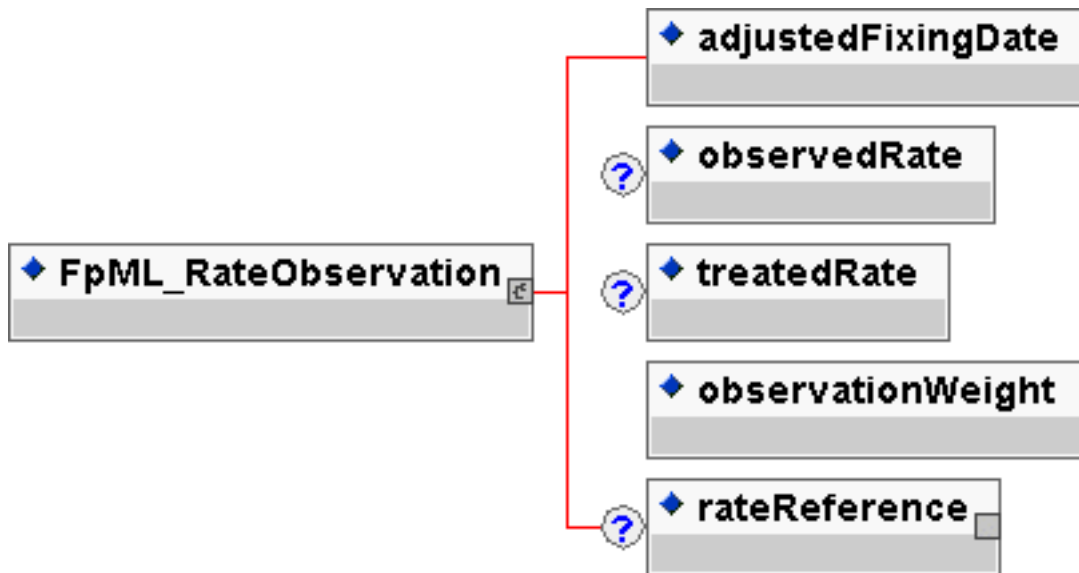 adjustedFixingDate
?
observedRate
FpML_RateObservation
?
treatedRate
observationWeight
?
rateReference